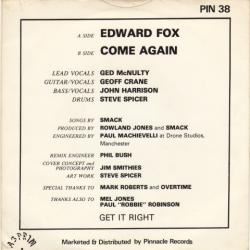 PIN 38
A SIDE EDWARD FOX
B SIDE COME AGAIN
LEAD VOCALS GED McNULTY
GUITAR/VOCALS GEOFF CRANE
BASS/VOCALS JOHN HARRISON
DRUMS STEVE SPICER
SONGS BY SMACK
PRODUCED BY ROWLAND JONES and SMACK
ENGINEERED BY PAUL MACHIEVELLI at Drone Studios,
Manchester
REMIX ENGINEER PHIL BUSH
COVER CONCEPT and
PHOTOGRAPHY JIM SMITHIES
ART WORK STEVE SPICER
SPECIAL THANKS TO MARK ROBERTS and OVERTIME
THANKS ALSO TO MEL JONES
PAUL "ROBBIE" ROBINSON
GET IT RIGHT
Marketed & Distributed by Pinnacle Records